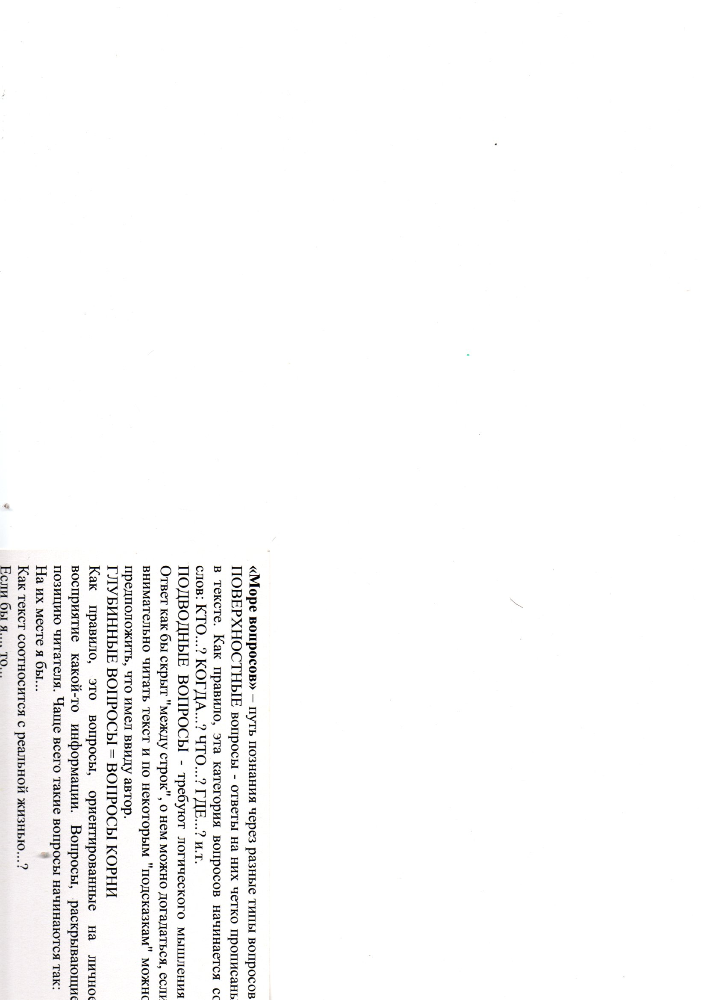 «Море вопросов» – путь познания через разные типы вопросов
ПОВЕРХНОСТНЫЕ вопросы - ответы на них четко прописаны
в тексте. Как правило, эта категория вопросов начинается со
слов: КТО...? КОГДА...? ЧТО...? ГДЕ...? и.т.
ПОДВОДНЫЕ ВОПРОСЫ - требуют логического мышления
Ответ как бы скрыт "между строк", о нем можно догадаться, если
внимательно читать текст и по некоторым "подсказкам" можно
предположить, что имел ввиду автор.
ГЛУБИННЫЕ ВОПРОСЫ = ВОПРОСЫ КОРНИ
Как правило, это вопросы, ориентированные на личное
восприятие какой-то информации. Вопросы, раскрывающие
позицию читателя. Чаще всего такие вопросы начинаются так:
На их месте я бы...
Как текст соотносится с реальной жизнью...?
Если бы я..., то...